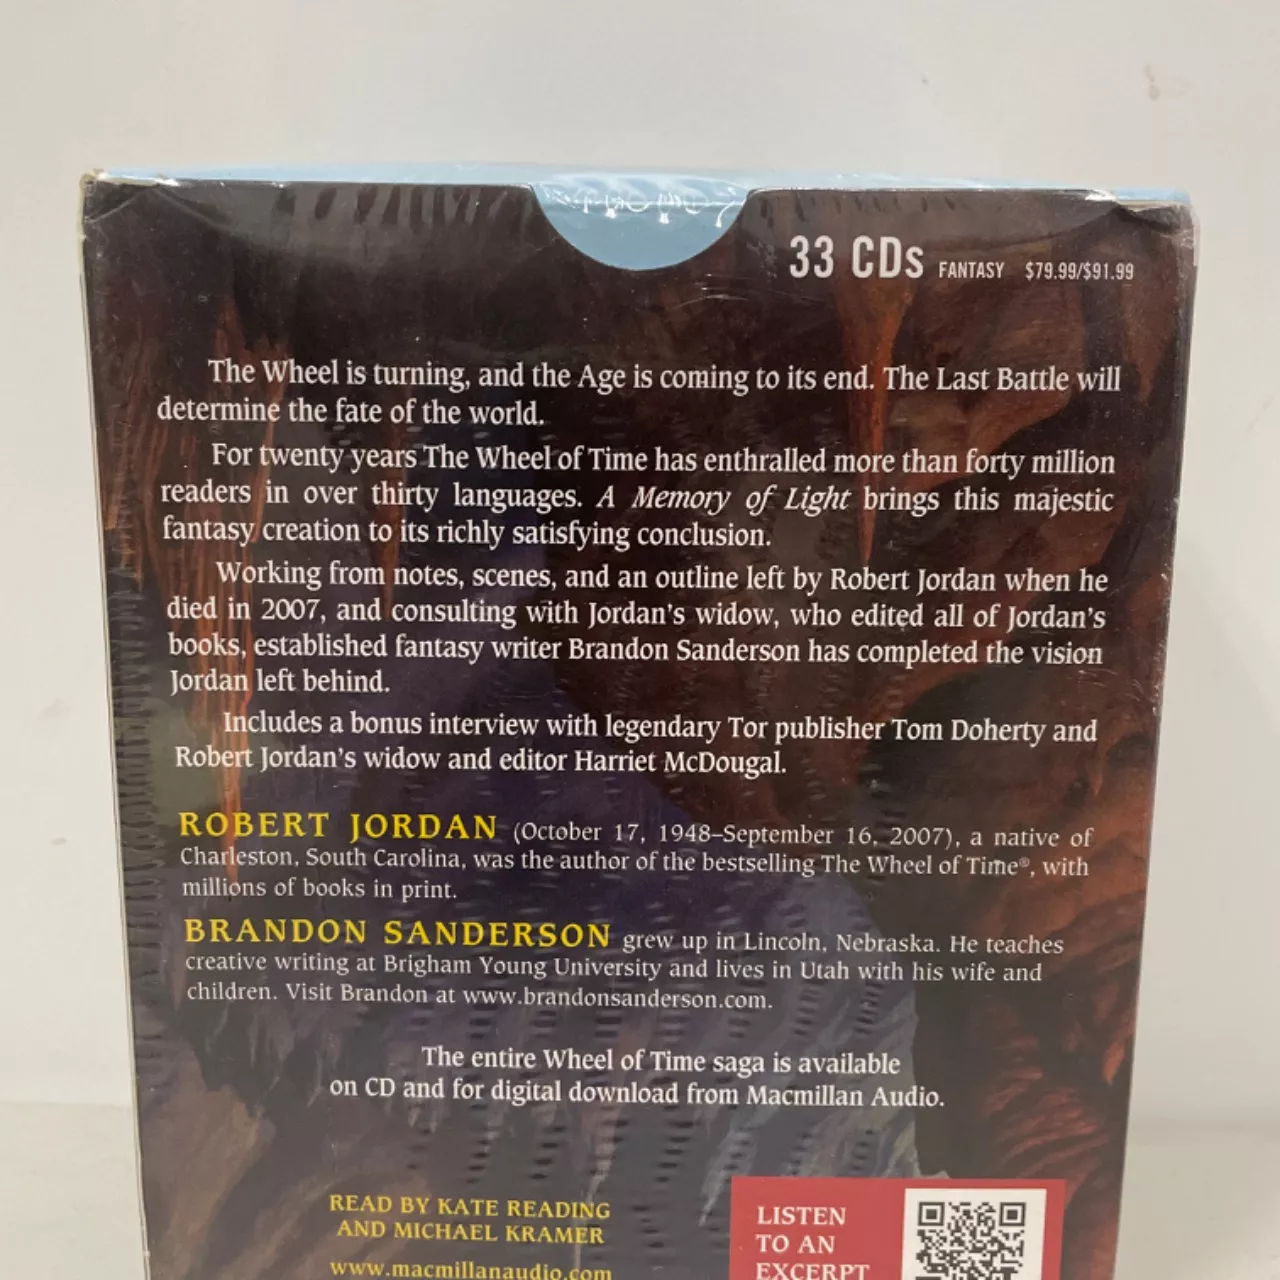 33 CDs FANTASY $79.99/$91.99
The Wheel is turning, and the Age is coming to its end. The Last Battle will
determine the fate of the world.
For twenty years The Wheel of Time has enthralled more than forty million
readers in over thirty languages. A Memory of Light brings this majestic
fantasy creation to its richly satisfying conclusion.
Working from notes, scenes, and an outline left by Robert Jordan when he
died in 2007, and consulting with Jordan's widow, who edited all of Jordan's
books, established fantasy writer Brandon Sanderson has completed the vision
Jordan left behind.
Includes a bonus interview with legendary Tor publisher Tom Doherty and
Robert Jordan's widow and editor Harriet McDougal.
ROBERT JORDAN (October 17, 1948–September 16, 2007), a native of
Charleston, South Carolina, was the author of the bestselling The Wheel of Time®, with
millions of books in print.
BRANDON SANDERSON grew up in Lincoln, Nebraska. He teaches
creative writing at Brigham Young University and lives in Utah with his wife and
children. Visit Brandon at www.brandonsanderson.com.
The entire Wheel of Time saga is available
on CD and for digital download from Macmillan Audio.
READ BY KATE READING
AND MICHAEL KRAMER
www.macmillanaudio.com
LISTEN
TO AN
EXCERPT